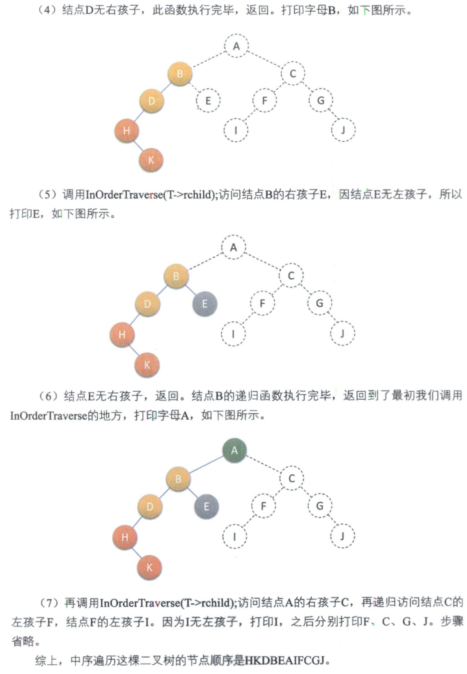 （4）结点D无右孩子，此函数执行完毕，返回。打印字母B，如下图所示。
A
B
C
D
E
F
G
H
I
J
K
（5）调用InOrderTraverse(T->rchild);访问结点B的右孩子E，因结点E无左孩子，所以
打印E，如下图所示。
A
B
C
D
E
F
G
H
I
J
K
（6）结点E无右孩子，返回。结点B的递归函数执行完毕，返回到了最初我们调用
InOrderTraverse的地方，打印字母A，如下图所示。
A
B
C
D
E
F
G
H
I
J
K
（7）再调用InOrderTraverse(T->rchild);访问结点A的右孩子C，再递归访问结点C的
左孩子F，结点F的左孩子I。因为I无左孩子，打印I，之后分别打印F、C、G、J。步骤
省略。
综上，中序遍历这棵二叉树的节点顺序是HKDBEAIFCGJ。